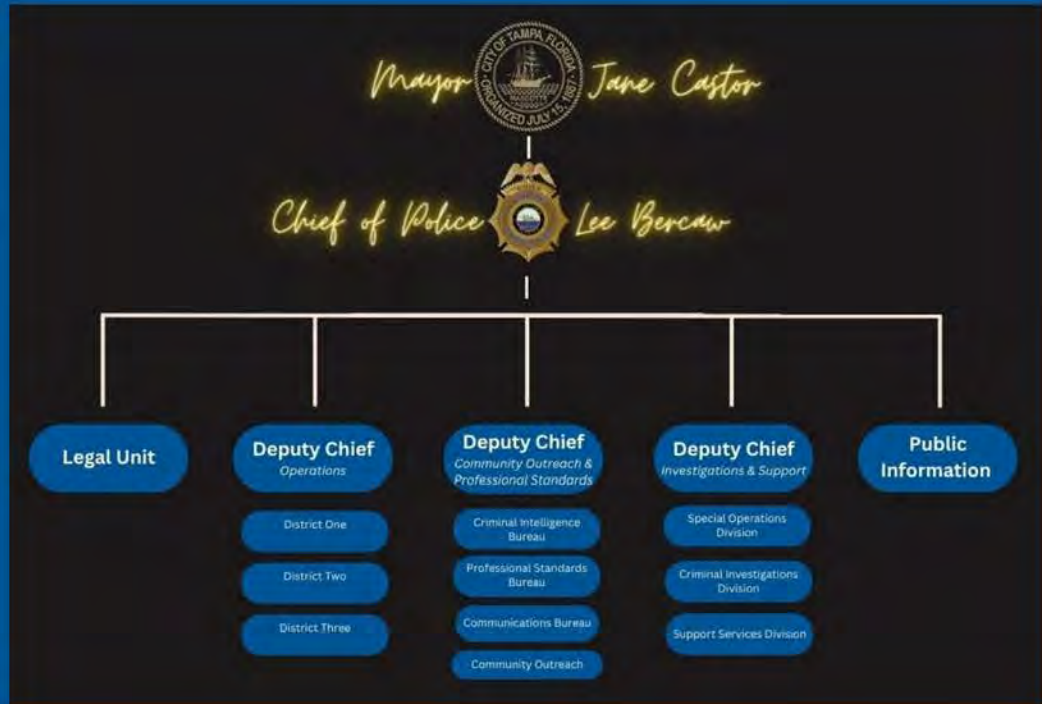 Mayor
CITY OF TAMPA, FLORIDA
ORGANIZED JULY 15, 1887
MASCOTTE
Jane Castor
Chief of Police
Lee Bercaw
Legal Unit
Deputy Chief
Operations
District One
District Two
District Three
Deputy Chief
Community Outreach &
Professional Standards
Criminal Intelligence
Bureau
Professional Standards
Bureau
Communications Bureau
Community Outreach
Deputy Chief
Investigations & Support
Special Operations
Division
Criminal Investigations
Division
Support Services Division
Public
Information